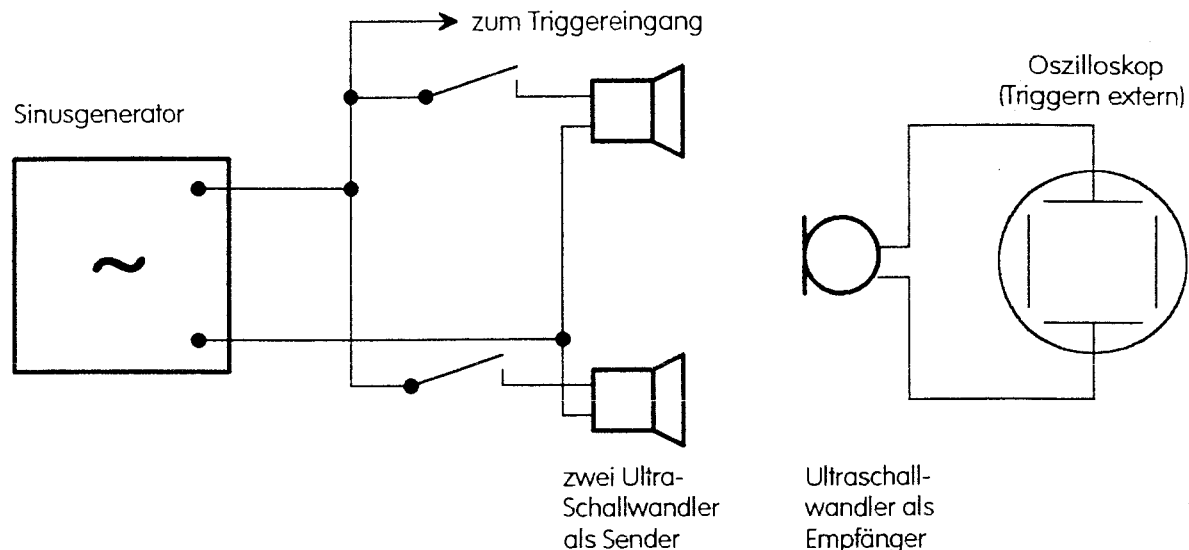 zum Triggereingang
Oszilloskop
(Triggern extern)
Sinusgenerator
~
zwei Ultra-
Schallwandler
als Sender
Ultraschall-
wandler als
Empfänger